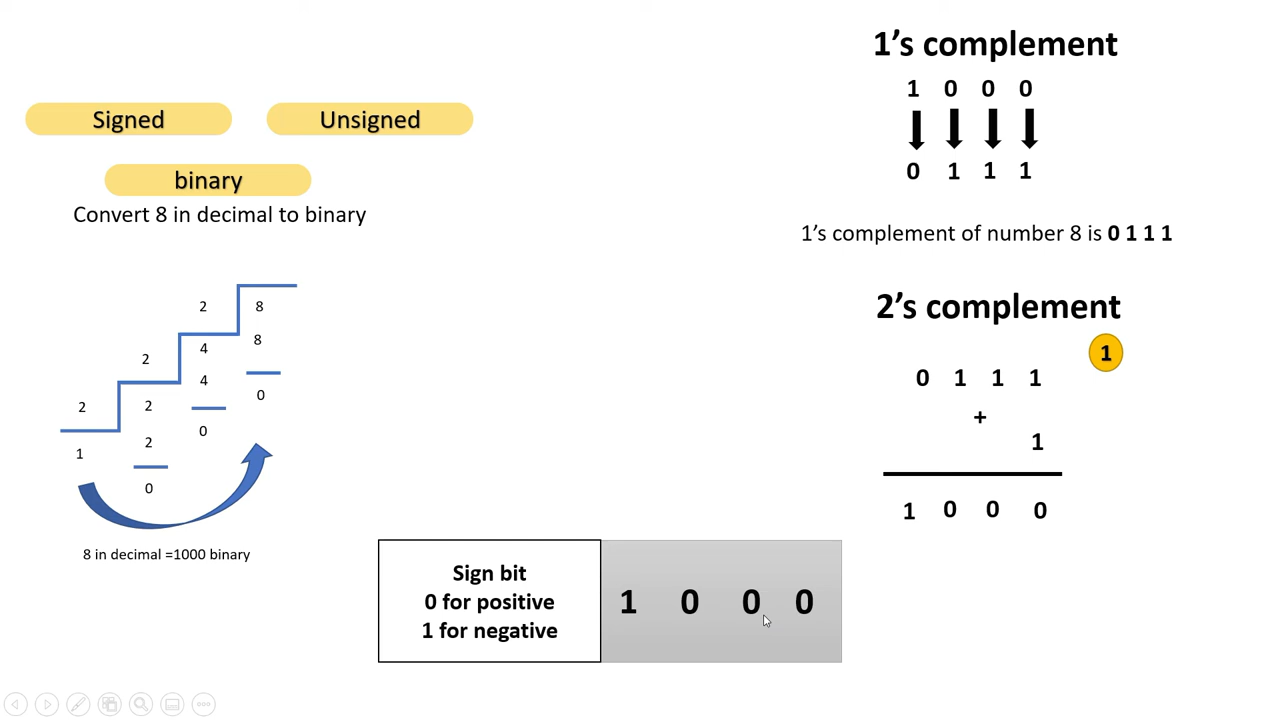 Signed
Unsigned
binary
Convert 8 in decimal to binary
2 8
2 4 8
2 2 4 0
1 2 0
0
8 in decimal =1000 binary
1's complement
1 0 0 0
0 1 1 1
1's complement of number 8 is 0 1 1 1
2's complement
1
0 1 1 1
+
1
1 0 0 0
Sign bit
0 for positive
1 for negative
1 0 0 0